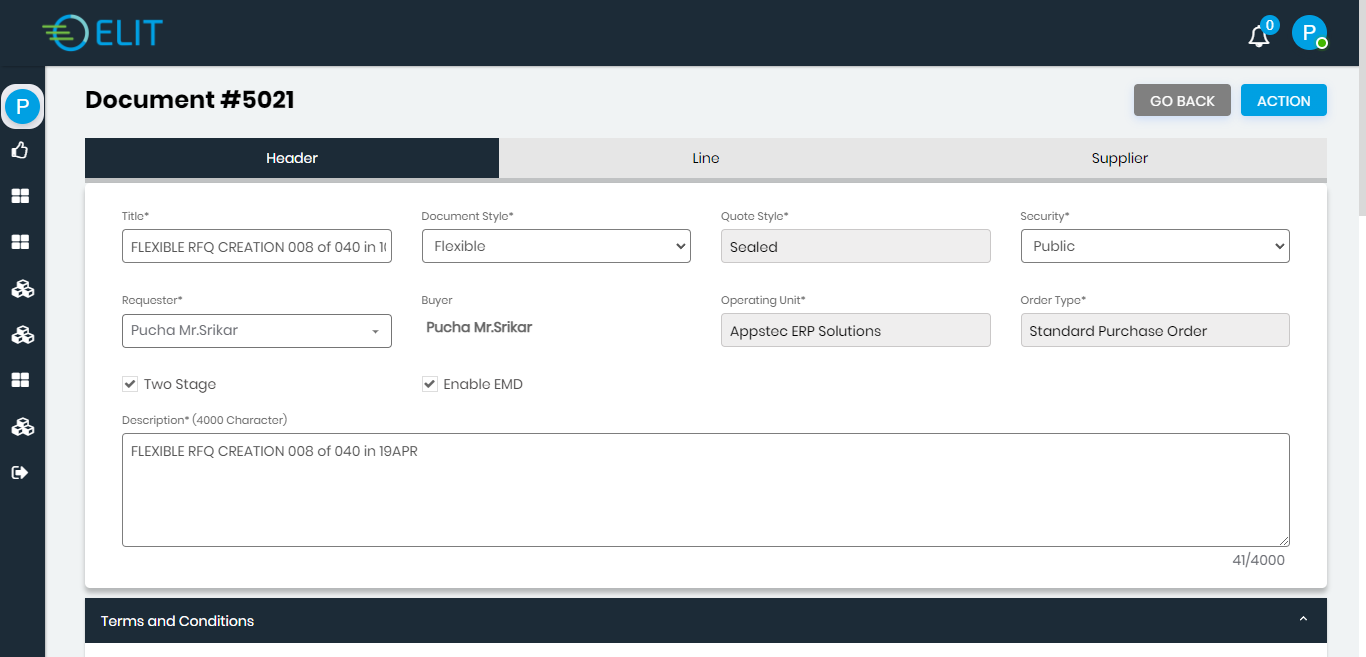 ELIT
0
P
P
Document #5021
GO BACK
ACTION
Header
Line
Supplier
Title*
Document Style*
Quote Style*
Security*
FLEXIBLE RFQ CREATION 008 of 040 in
Flexible
Sealed
Public
Requester*
Buyer
Operating Unit*
Order Type*
Pucha Mr.Srikar
Pucha Mr.Srikar
Appstec ERP Solutions
Standard Purchase Order
Two Stage
Enable EMD
Description* (4000 Character)
FLEXIBLE RFQ CREATION 008 of 040 in 19APR
41/4000
Terms and Conditions